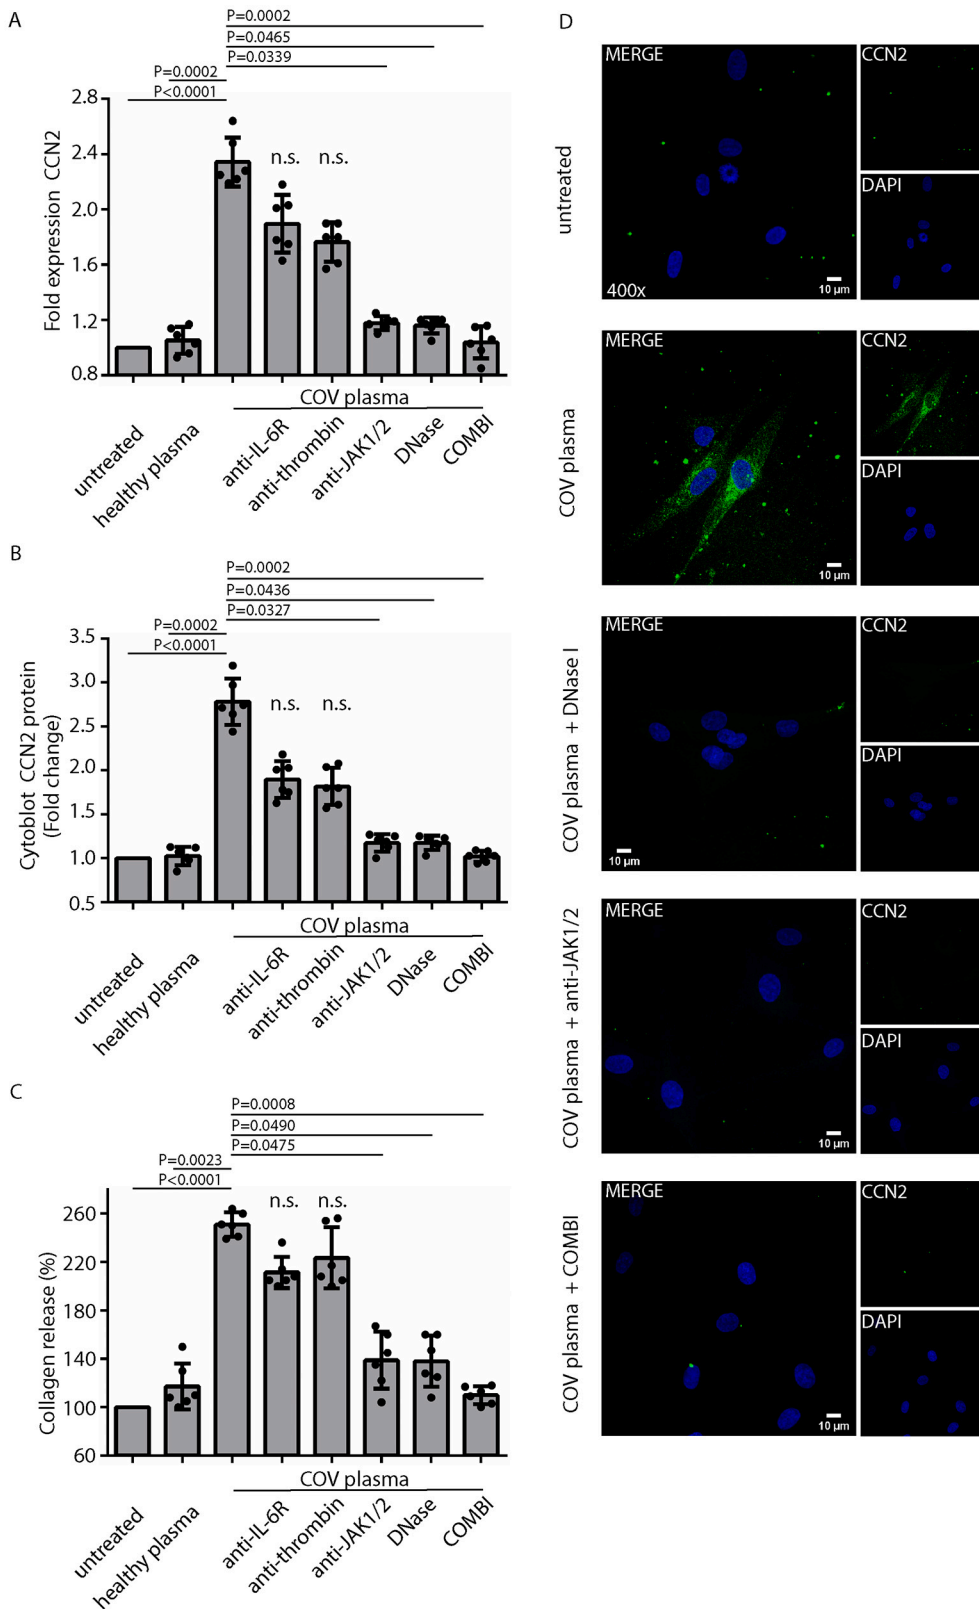 A
P=0.0002
P=0.0465
P=0.0339
P=0.0002
P<0.0001
Fold expression CCN2
2.8
2.4
2.0
1.6
1.2
0.8
n.s.
n.s.
COV plasma
untreated
healthy plasma
anti-IL-6R
anti-thrombin
anti-JAK1/2
DNase
COMBI
B
P=0.0002
P=0.0436
P=0.0327
P=0.0002
P<0.0001
Cytoblot CCN2 protein
(Fold change)
3.5
3.0
2.5
2.0
1.5
1.0
0.5
n.s.
n.s.
COV plasma
untreated
healthy plasma
anti-IL-6R
anti-thrombin
anti-JAK1/2
DNase
COMBI
C
P=0.0008
P=0.0490
P=0.0475
P=0.0023
P<0.0001
Collagen release (%)
260
220
180
140
100
60
n.s.
n.s.
COV plasma
untreated
healthy plasma
anti-IL-6R
anti-thrombin
anti-JAK1/2
DNase
COMBI
D
untreated
MERGE
400x
10 µm
CCN2
DAPI
COV plasma
MERGE
10 µm
CCN2
DAPI
COV plasma + DNase I
MERGE
10 µm
CCN2
DAPI
COV plasma + anti-JAK1/2
MERGE
10 µm
CCN2
DAPI
COV plasma + COMBI
MERGE
10 µm
CCN2
DAPI